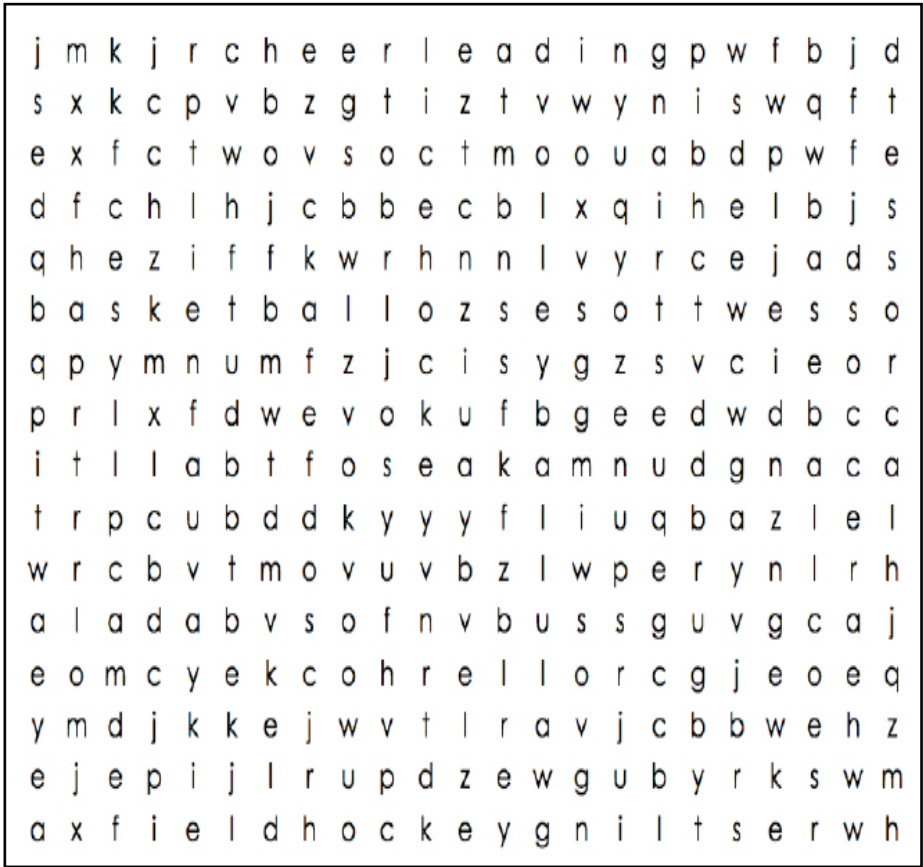 j m k j r c h e e r l e a d i n g p w f b j d
s x k c p v b z g t i z t v w y n i s w q f t
e x f c t w o v s o c t m o o u a b d p w f e
d f c h l h j c b b e c b l x q i h e l b j s
q h e z i f f k w r h n n l v y r c e j a d s
b a s k e t b a l l o z s e s o t t w e s s o
q p y m n u m f z j c i s y g z s v c i e o r
p r l x f d w e v o k u f b g e e d w d b c c
i t l l a b t f o s e a k a m n u d g n a c a
t r p c u b d d k y y y f l i u q b a z l e l
w r c b v t m o v u v b z l w p e r y n l r h
a l a d a b v s o f n v b u s s g u v g c a j
e o m c y e k c o h r e l l o r c g j e o e q
y m d j k k e j w v t l r a v j c b b w e h z
e j e p i j l r u p d z e w g u b y r k s w m
a x f i e l d h o c k e y g n i l t s e r w h